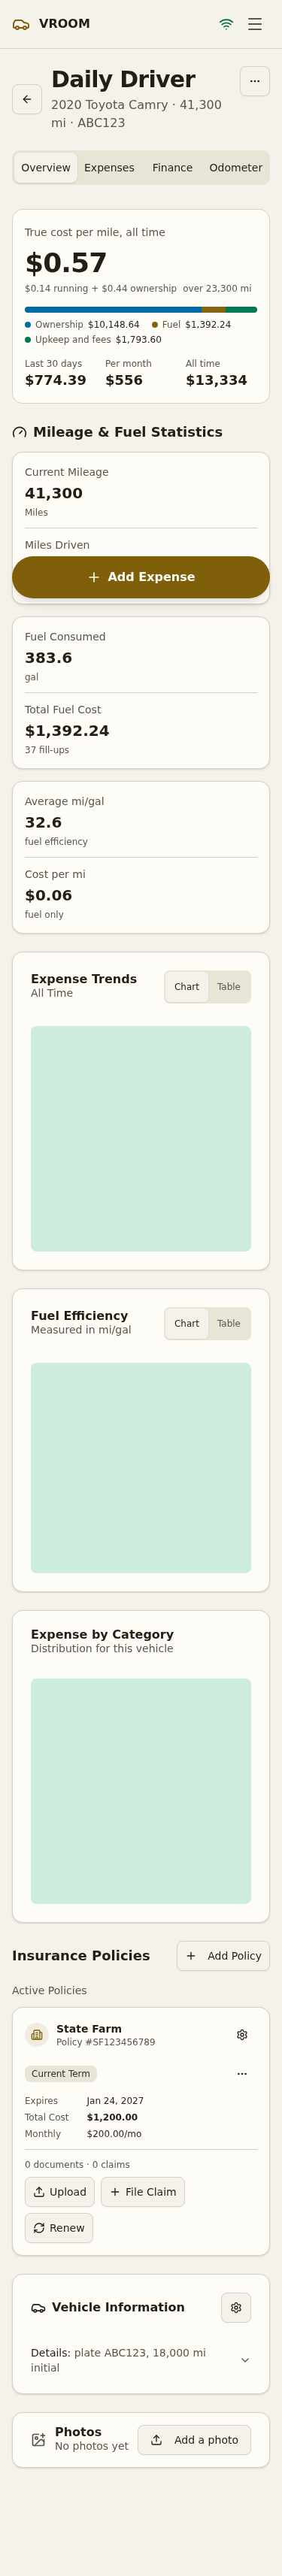 VROOM
Daily Driver
2020 Toyota Camry · 41,300
mi · ABC123
Overview Expenses Finance Odometer
True cost per mile, all time
$0.57
$0.14 running + $0.44 ownership over 23,300 mi
Ownership $10,148.64 Fuel $1,392.24
Upkeep and fees $1,793.60
Last 30 days Per month All time
$774.39 $556 $13,334
Mileage & Fuel Statistics
Current Mileage
41,300
Miles
Miles Driven
Add Expense
Fuel Consumed
383.6
gal
Total Fuel Cost
$1,392.24
37 fill-ups
Average mi/gal
32.6
fuel efficiency
Cost per mi
$0.06
fuel only
Expense Trends
All Time
Chart Table
Fuel Efficiency
Measured in mi/gal
Chart Table
Expense by Category
Distribution for this vehicle
Insurance Policies
Add Policy
Active Policies
State Farm
Policy #SF123456789
Current Term
Expires Jan 24, 2027
Total Cost $1,200.00
Monthly $200.00/mo
0 documents · 0 claims
Upload File Claim
Renew
Vehicle Information
Details: plate ABC123, 18,000 mi
initial
Photos
No photos yet
Add a photo